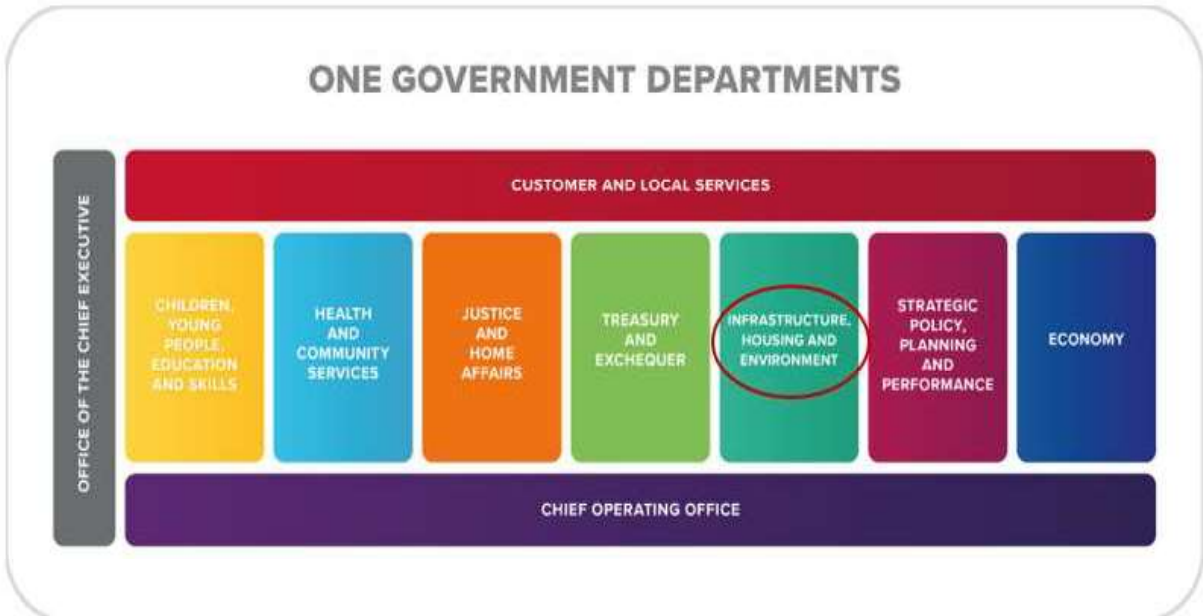 ONE GOVERNMENT DEPARTMENTS
OFFICE OF THE CHIEF EXECUTIVE
CUSTOMER AND LOCAL SERVICES
CHILDREN,
YOUNG
PEOPLE,
EDUCATION
AND SKILLS
HEALTH
AND
COMMUNITY
SERVICES
JUSTICE
AND
HOME
AFFAIRS
TREASURY
AND
EXCHEQUER
INFRASTRUCTURE,
HOUSING AND
ENVIRONMENT
STRATEGIC
POLICY,
PLANNING
AND
PERFORMANCE
ECONOMY
CHIEF OPERATING OFFICE